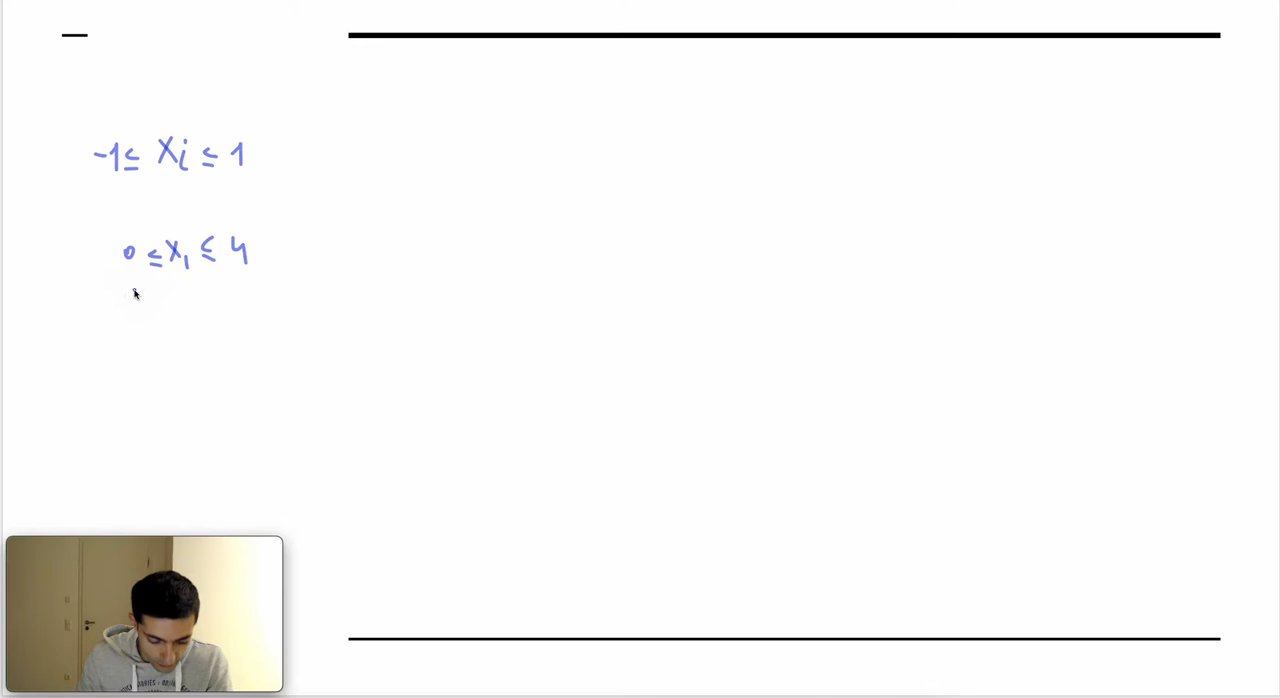 -1 ≤ Xi ≤ 1
0 ≤ X₁ ≤ 4